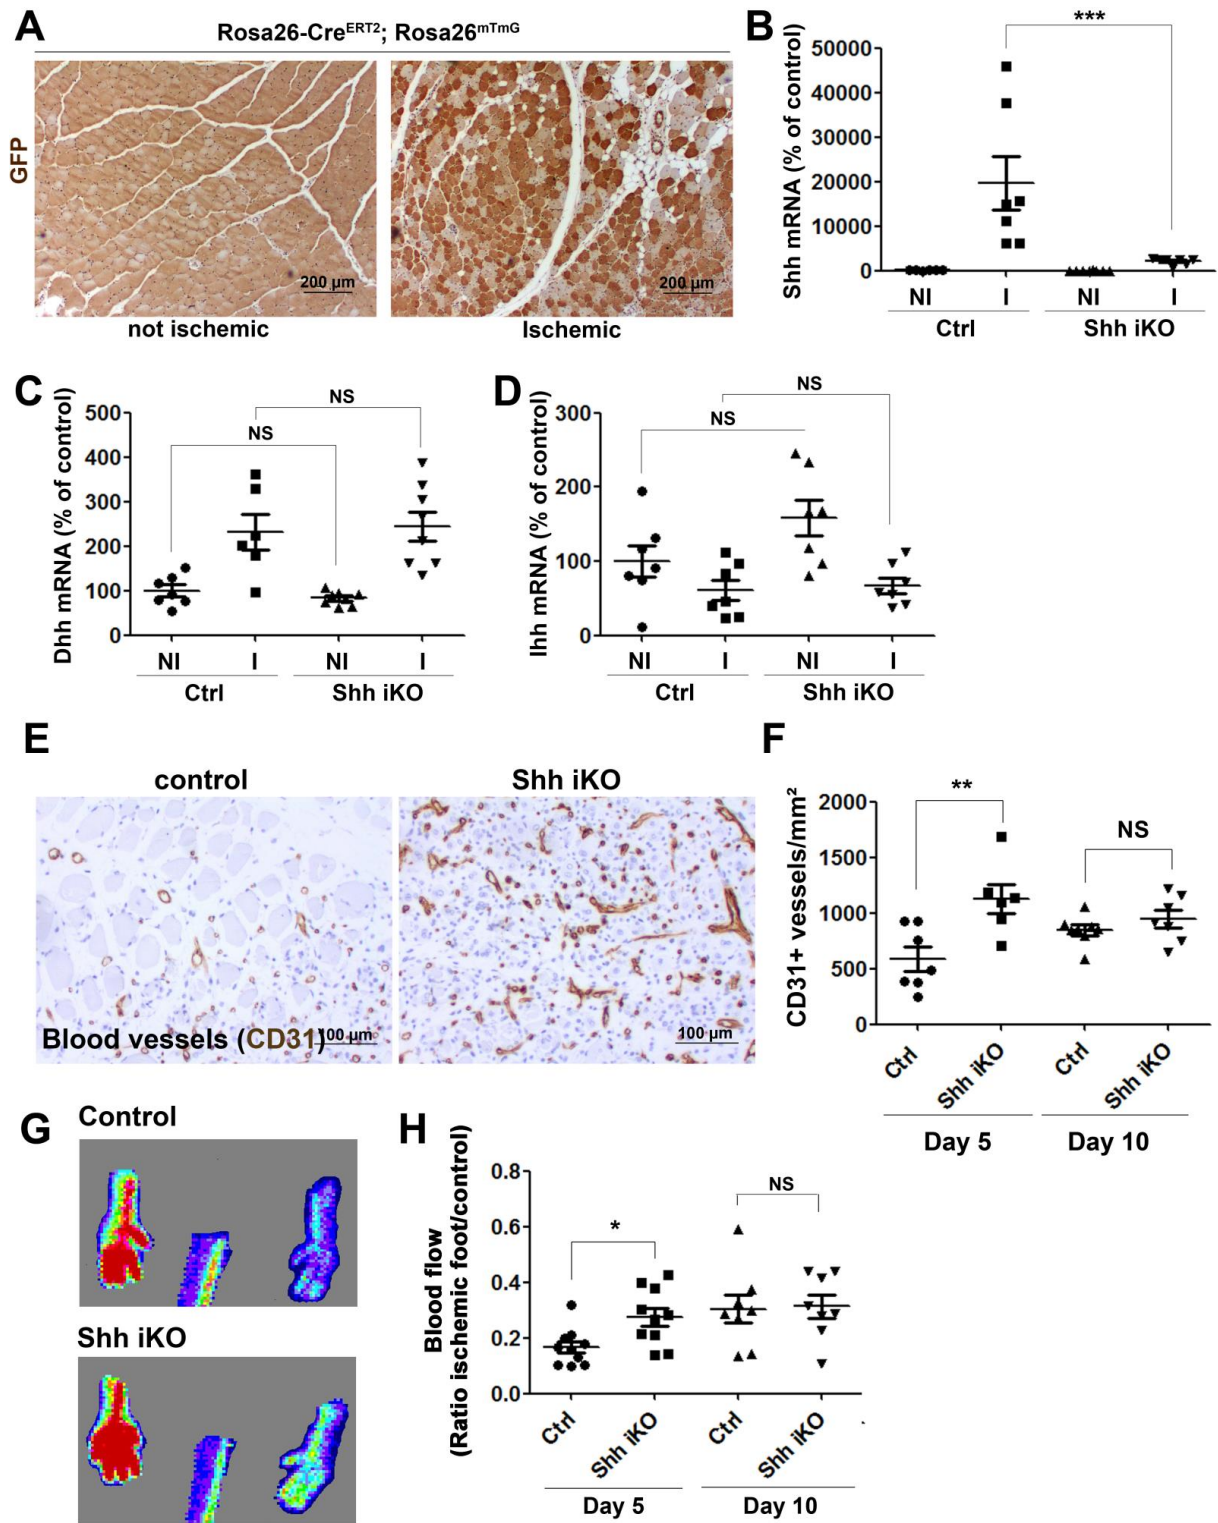 A
Rosa26-CreERT2; Rosa26mTmG
GFP
200 µm
200 µm
not ischemic
Ischemic
B
***
Shh mRNA (% of control)
50000
40000
30000
20000
10000
0
NI I NI I
Ctrl Shh iKO
C
NS
NS
Dhh mRNA (% of control)
500
400
300
200
100
0
NI I NI I
Ctrl Shh iKO
D
NS
NS
Ihh mRNA (% of control)
300
200
100
0
NI I NI I
Ctrl Shh iKO
E
control Shh iKO
Blood vessels (CD31)
100 µm
100 µm
F
**
NS
CD31+ vessels/mm²
2000
1500
1000
500
0
Ctrl Shh iKO Ctrl Shh iKO
Day 5 Day 10
G
Control
Shh iKO
H
*
NS
Blood flow
(Ratio ischemic foot/control)
0.8
0.6
0.4
0.2
0.0
Ctrl Shh iKO Ctrl Shh iKO
Day 5 Day 10